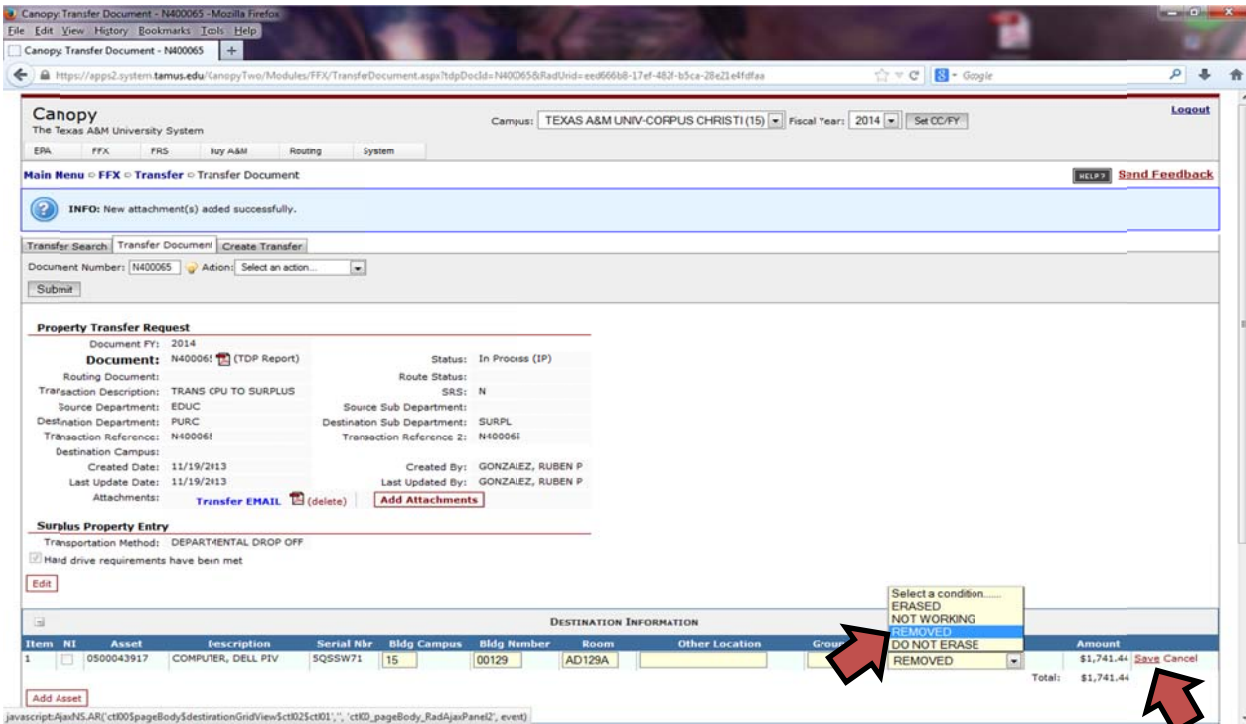 Canopy: Transfer Document - N400065 -Mozilla Firefox
File Edit View History Bookmarks Tools Help
Canopy: Transfer Document - N400065 +
https://apps2.system.tamus.edu/CanopyTwo/Modules/FFX/TransferDocument.aspx?tdpDocId=N400065&RadUrid=eed666b8-17ef-482f-b5ca-28e21e4fdfaa Google
Canopy
The Texas A&M University System
Campus: TEXAS A&M UNIV-CORPUS CHRISTI (15) Fiscal Year: 2014 Set CC/FY
Logout
EPA FFX FRS Buy A&M Routing System
Main Menu FFX Transfer Transfer Document
HELP? Send Feedback
INFO: New attachment(s) added successfully.
Transfer Search Transfer Document Create Transfer
Document Number: N400065 Action: Select an action...
Submit
Property Transfer Request
Document FY: 2014
Document: N400065 (TDP Report) Status: In Process (IP)
Routing Document: Route Status:
Transaction Description: TRANS CPU TO SURPLUS SRS: N
Source Department: EDUC Source Sub Department:
Destination Department: PURC Destination Sub Department: SURPL
Transaction Reference: N400065 Transaction Reference 2: N400065
Destination Campus:
Created Date: 11/19/2013 Created By: GONZALEZ, RUBEN P
Last Update Date: 11/19/2013 Last Updated By: GONZALEZ, RUBEN P
Attachments: Transfer EMAIL (delete) Add Attachments
Surplus Property Entry
Transportation Method: DEPARTMENTAL DROP OFF
Hard drive requirements have been met
Edit
Select a condition......
ERASED
NOT WORKING
REMOVED
DO NOT ERASE
DESTINATION INFORMATION
Item NI Asset Description Serial Nbr Bldg Campus Bldg Number Room Other Location Grou Amount
1 0500043917 COMPUTER, DELL PIV SQSSW71 15 00129 AD129A REMOVED $1,741.44 Save Cancel
Total: $1,741.44
Add Asset
javascript:AjaxNS.AR('ctl00$pageBody$destinationGridView$ctl02$ctl01','', 'ctl00_pageBody_RadAjaxPanel2', event)